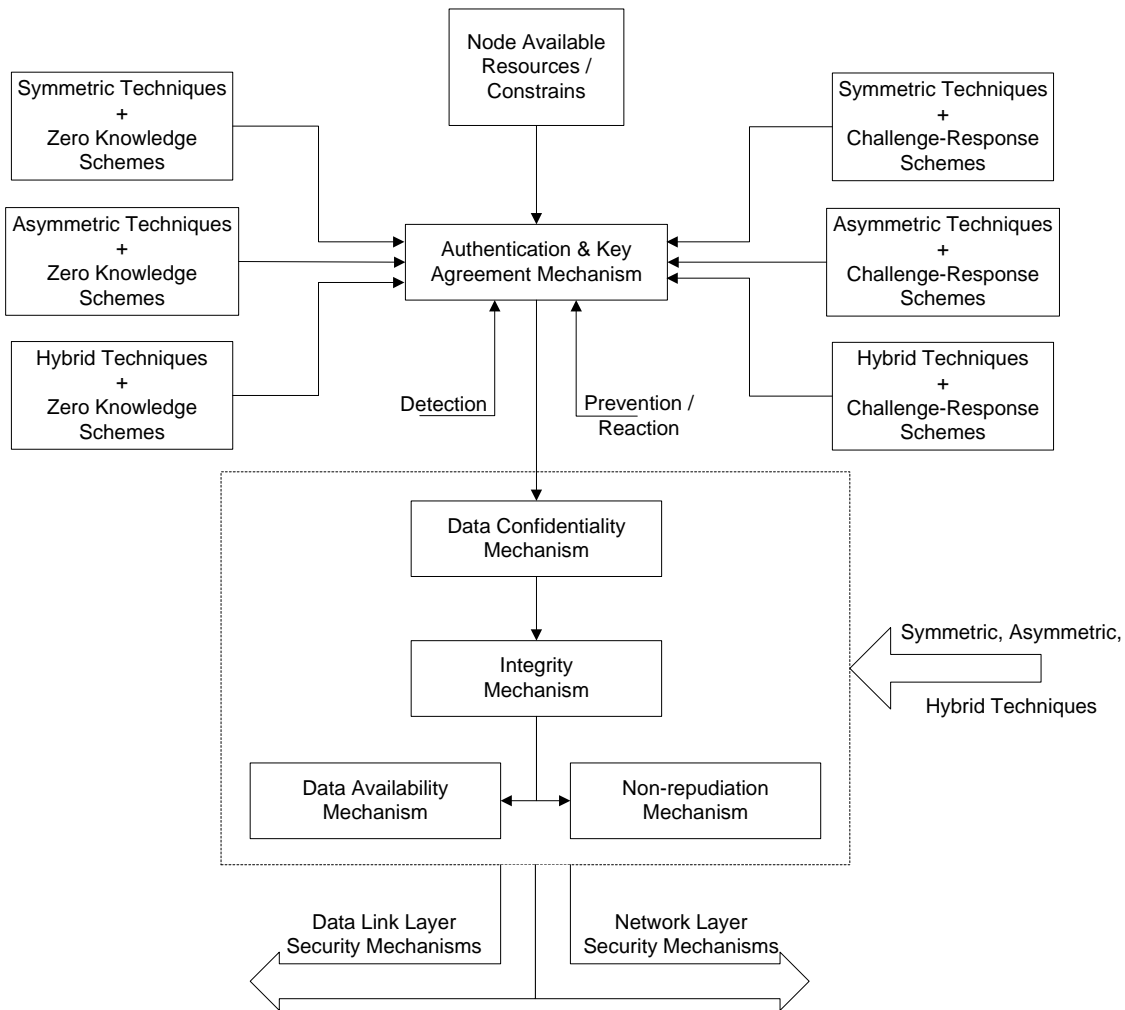 Node Available
Resources /
Constrains
Symmetric Techniques
+
Zero Knowledge
Schemes
Symmetric Techniques
+
Challenge-Response
Schemes
Asymmetric Techniques
+
Zero Knowledge
Schemes
Authentication & Key
Agreement Mechanism
Asymmetric Techniques
+
Challenge-Response
Schemes
Hybrid Techniques
+
Zero Knowledge
Schemes
Detection
Prevention /
Reaction
Hybrid Techniques
+
Challenge-Response
Schemes
Data Confidentiality
Mechanism
Integrity
Mechanism
Symmetric, Asymmetric,
Hybrid Techniques
Data Availability
Mechanism
Non-repudiation
Mechanism
Data Link Layer
Security Mechanisms
Network Layer
Security Mechanisms